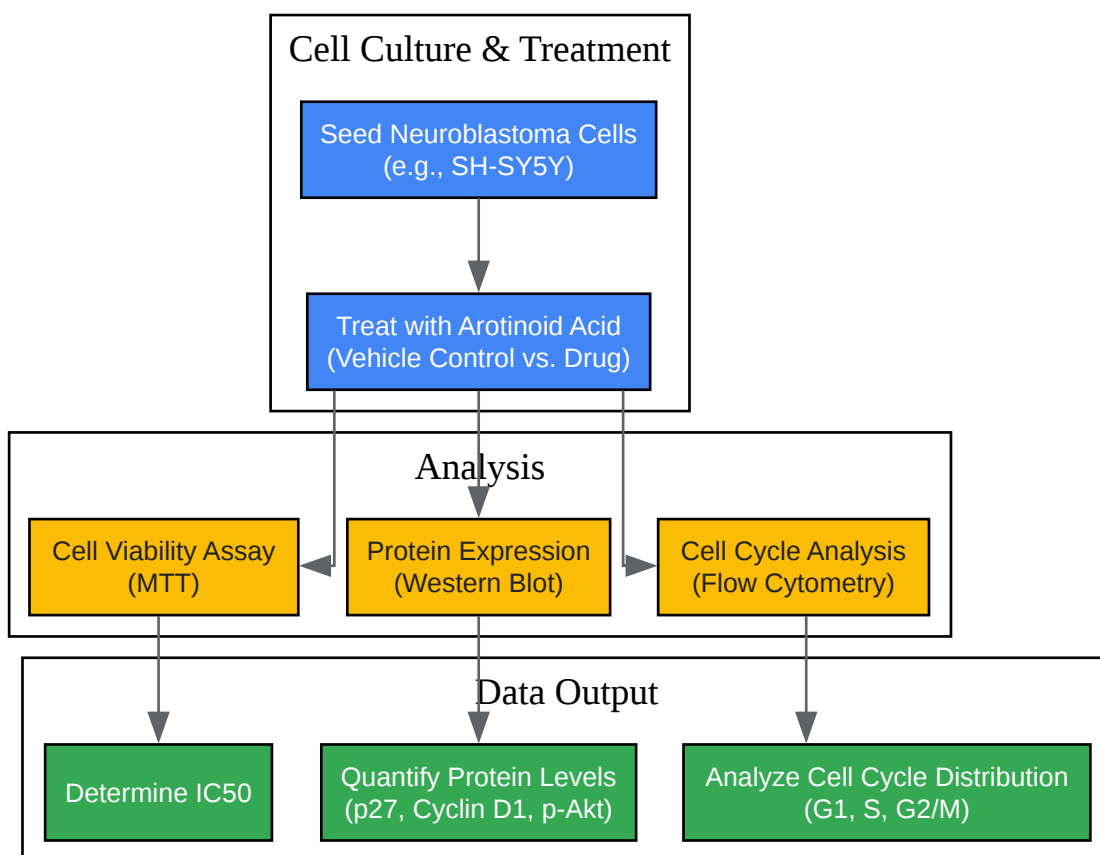 Cell Culture & Treatment
Seed Neuroblastoma Cells
(e.g., SH-SY5Y)
Treat with Arotinoid Acid
(Vehicle Control vs. Drug)
Analysis
Cell Viability Assay
(MTT)
Protein Expression
(Western Blot)
Cell Cycle Analysis
(Flow Cytometry)
Data Output
Determine IC50
Quantify Protein Levels
(p27, Cyclin D1, p-Akt)
Analyze Cell Cycle Distribution
(G1, S, G2/M)